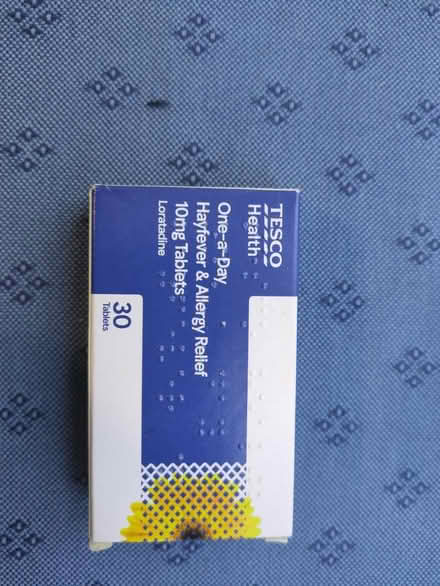 TESCO
Health
One-a-Day
Hayfever & Allergy Relief
10mg Tablets
Loratadine
30
Tablets